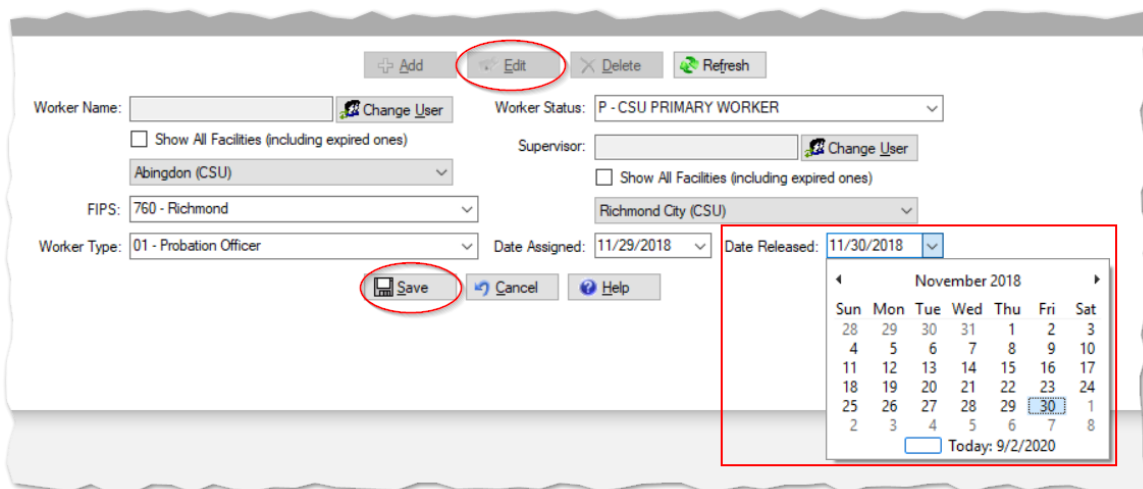 Add Edit Delete Refresh
Worker Name: Change User Worker Status: P - CSU PRIMARY WORKER
Show All Facilities (including expired ones) Supervisor: Change User
Abingdon (CSU) Show All Facilities (including expired ones)
FIPS: 760 - Richmond Richmond City (CSU)
Worker Type: 01 - Probation Officer Date Assigned: 11/29/2018 Date Released: 11/30/2018
Save Cancel Help
November 2018
Sun Mon Tue Wed Thu Fri Sat
28 29 30 31 1 2 3
4 5 6 7 8 9 10
11 12 13 14 15 16 17
18 19 20 21 22 23 24
25 26 27 28 29 30 1
2 3 4 5 6 7 8
Today: 9/2/2020